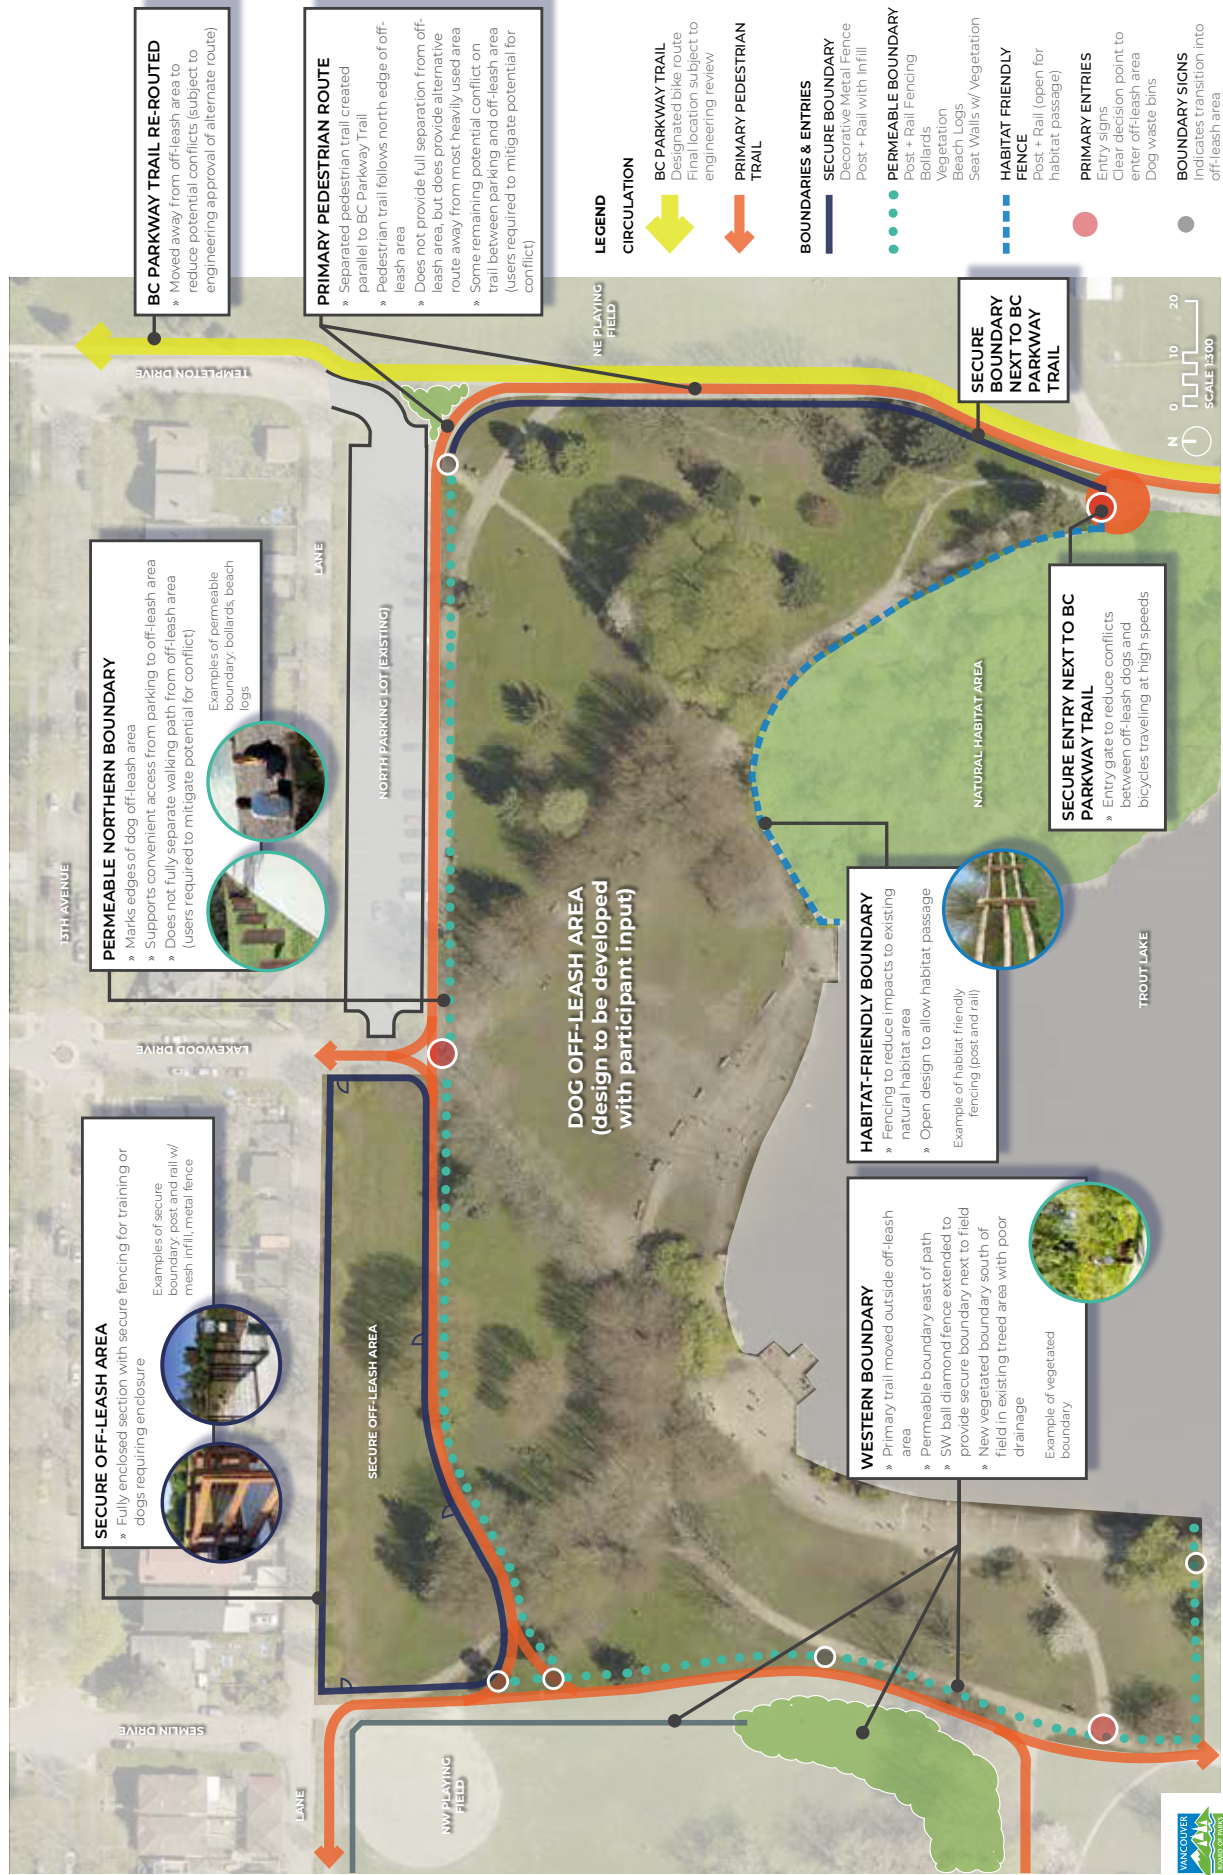 SECURE OFF-LEASH AREA
» Fully enclosed section with secure fencing for training or
dogs requiring enclosure
Examples of secure
boundary: post and rail w/
mesh infill, metal fence
PERMEABLE NORTHERN BOUNDARY
» Marks edges of dog off-leash area
» Supports convenient access from parking to off-leash area
» Does not fully separate walking path from off-leash area
(users required to mitigate potential for conflict)
Examples of permeable
boundary: bollards, beach
logs
BC PARKWAY TRAIL RE-ROUTED
» Moved away from off-leash area to
reduce potential conflicts (subject to
engineering approval of alternate route)
PRIMARY PEDESTRIAN ROUTE
» Separated pedestrian trail created
parallel to BC Parkway Trail
» Pedestrian trail follows north edge of off-
leash area
» Does not provide full separation from off-
leash area, but does provide alternative
route away from most heavily used area
» Some remaining potential conflict on
trail between parking and off-leash area
(users required to mitigate potential for
conflict)
LEGEND
CIRCULATION
BC PARKWAY TRAIL
Designated bike route
Final location subject to
engineering review
PRIMARY PEDESTRIAN
TRAIL
BOUNDARIES & ENTRIES
SECURE BOUNDARY
Decorative Metal Fence
Post + Rail with Infill
PERMEABLE BOUNDARY
Post + Rail Fencing
Bollards
Vegetation
Beach Logs
Seat Walls w/ Vegetation
HABITAT FRIENDLY
FENCE
Post + Rail (open for
habitat passage)
PRIMARY ENTRIES
Entry signs
Clear decision point to
enter off-leash area
Dog waste bins
BOUNDARY SIGNS
Indicates transition into
off-leash area
13TH AVENUE
SEMLIN DRIVE
LAKEWOOD DRIVE
TEMPLETON DRIVE
LANE
LANE
NORTH PARKING LOT (EXISTING)
SECURE OFF-LEASH AREA
NW PLAYING
FIELD
NE PLAYING
FIELD
DOG OFF-LEASH AREA
(design to be developed
with participant input)
NATURAL HABITAT AREA
TROUT LAKE
WESTERN BOUNDARY
» Primary trail moved outside off-leash
area
» Permeable boundary east of path
» SW ball diamond fence extended to
provide secure boundary next to field
» New vegetated boundary south of
field in existing treed area with poor
drainage
Example of vegetated
boundary
HABITAT-FRIENDLY BOUNDARY
» Fencing to reduce impacts to existing
natural habitat area
» Open design to allow habitat passage
Example of habitat friendly
fencing (post and rail)
SECURE ENTRY NEXT TO BC
PARKWAY TRAIL
» Entry gate to reduce conflicts
between off-leash dogs and
bicycles traveling at high speeds
SECURE
BOUNDARY
NEXT TO BC
PARKWAY
TRAIL
N
0 10 20
SCALE 1:300
VANCOUVER
BOARD OF PARKS